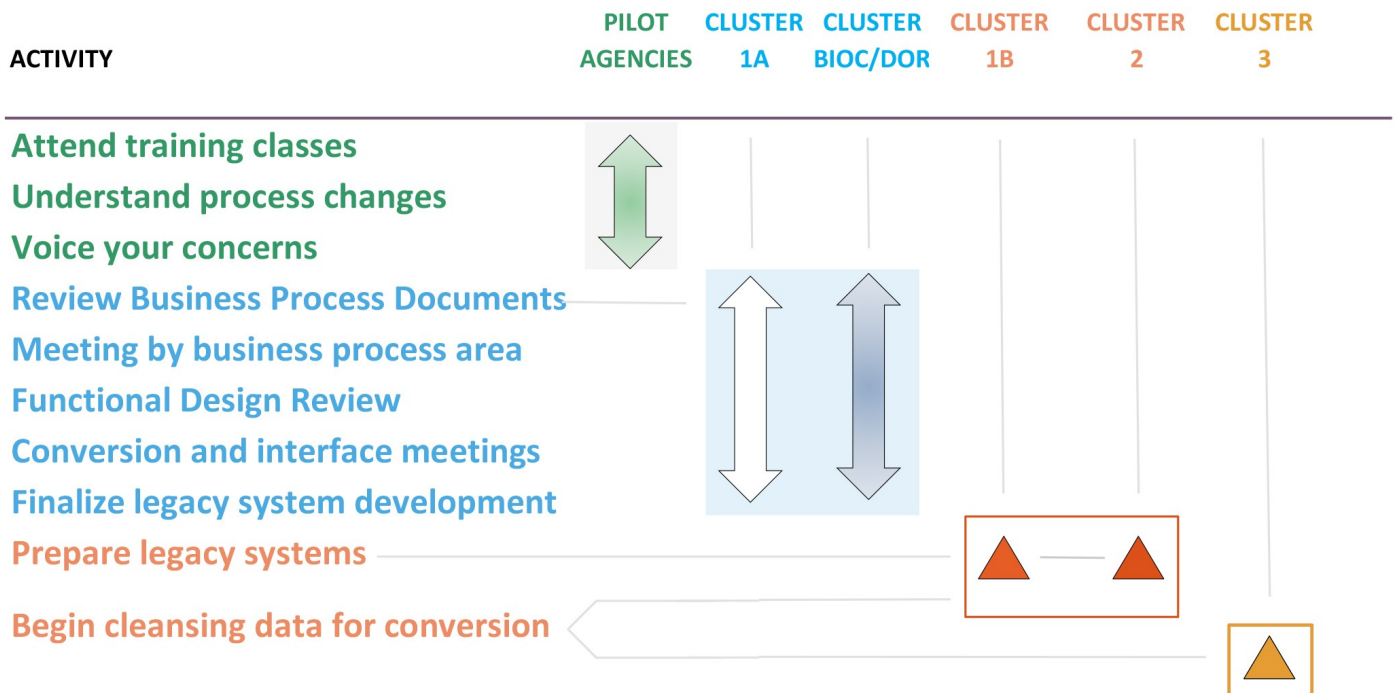 PILOT CLUSTER CLUSTER CLUSTER CLUSTER CLUSTER
ACTIVITY AGENCIES 1A BIOC/DOR 1B 2 3
Attend training classes
Understand process changes
Voice your concerns
Review Business Process Documents
Meeting by business process area
Functional Design Review
Conversion and interface meetings
Finalize legacy system development
Prepare legacy systems
Begin cleansing data for conversion